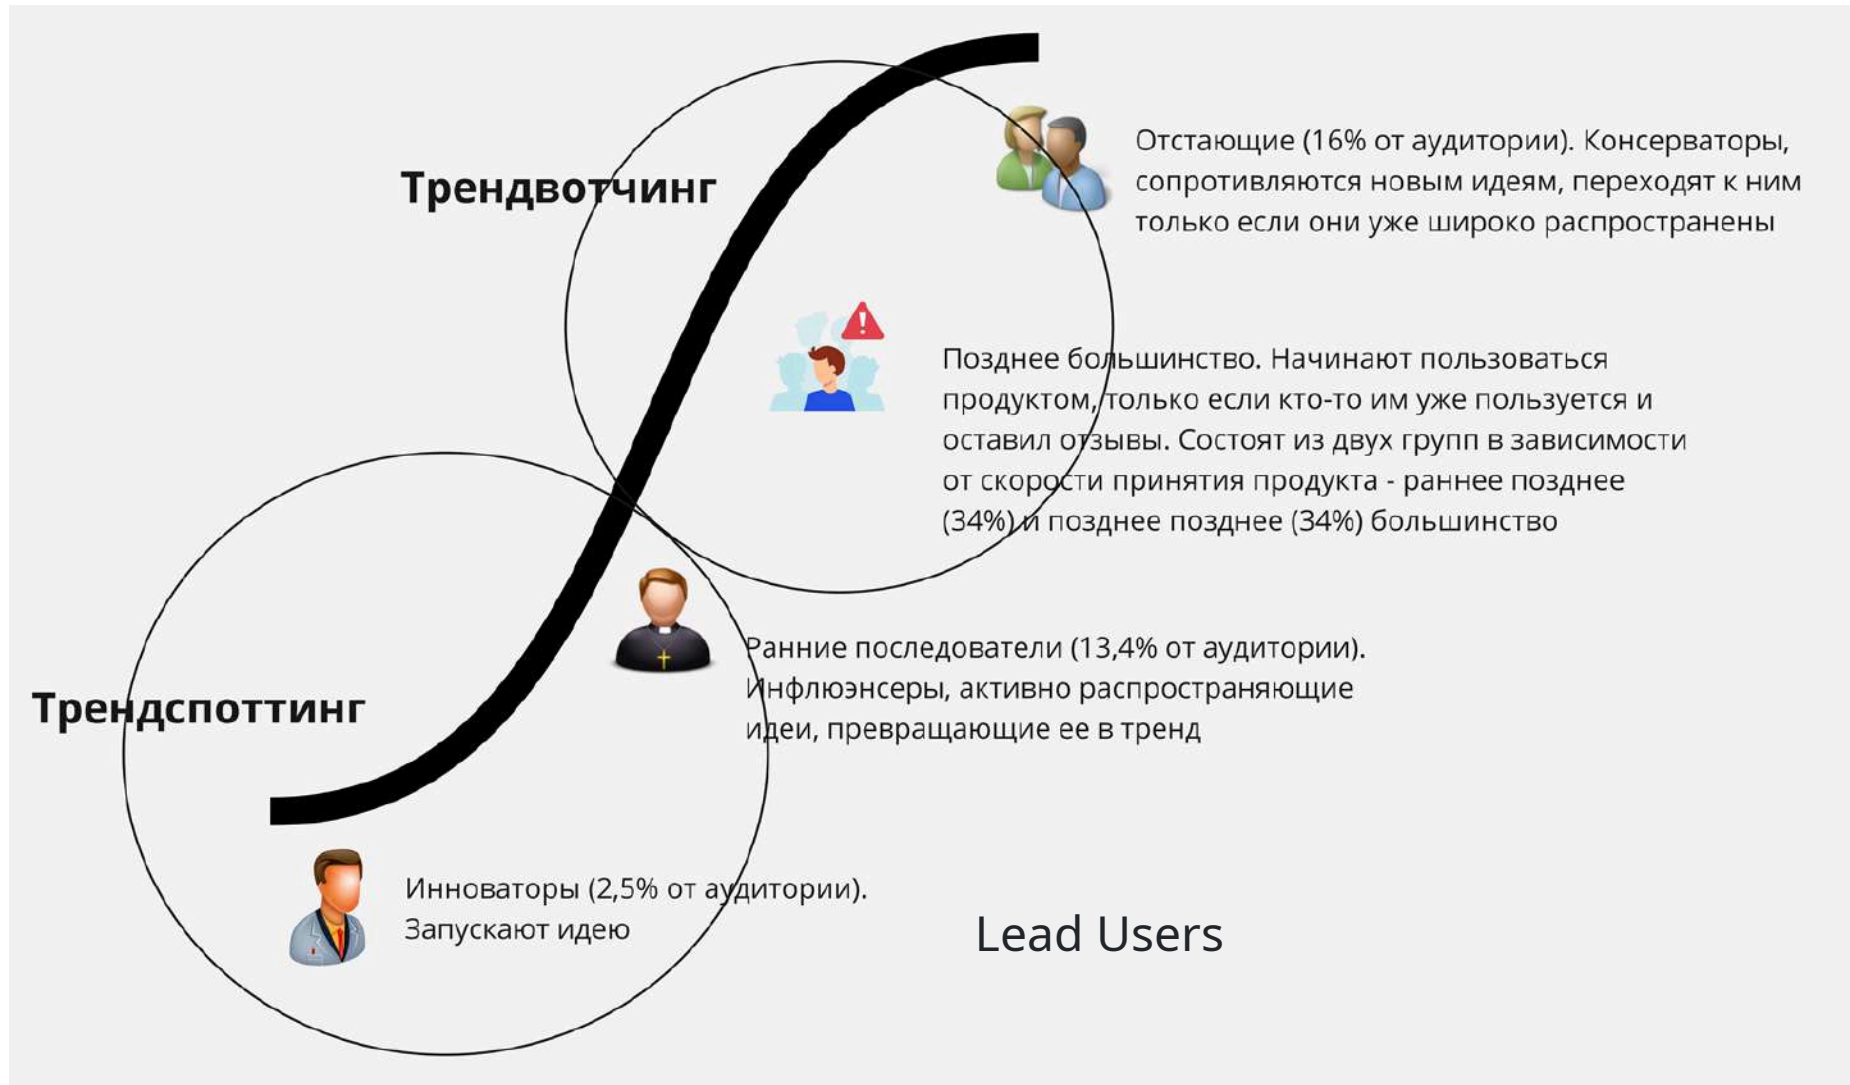 Трендвотчинг
Отстающие (16% от аудитории). Консерваторы,
сопротивляются новым идеям, переходят к ним
только если они уже широко распространены
Позднее большинство. Начинают пользоваться
продуктом, только если кто-то им уже пользуется и
оставил отзывы. Состоят из двух групп в зависимости
от скорости принятия продукта - раннее позднее
(34%) и позднее позднее (34%) большинство
Ранние последователи (13,4% от аудитории).
Инфлюэнсеры, активно распространяющие
идеи, превращающие ее в тренд
Трендспоттинг
Инноваторы (2,5% от аудитории).
Запускают идею
Lead Users